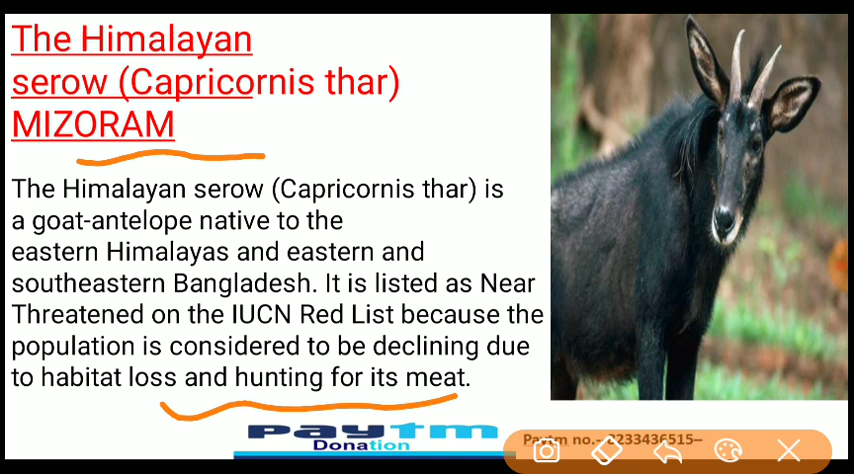 The Himalayan
serow (Capricornis thar)
MIZORAM
The Himalayan serow (Capricornis thar) is
a goat-antelope native to the
eastern Himalayas and eastern and
southeastern Bangladesh. It is listed as Near
Threatened on the IUCN Red List because the
population is considered to be declining due
to habitat loss and hunting for its meat.
paytm
Donation
Paytm no.-